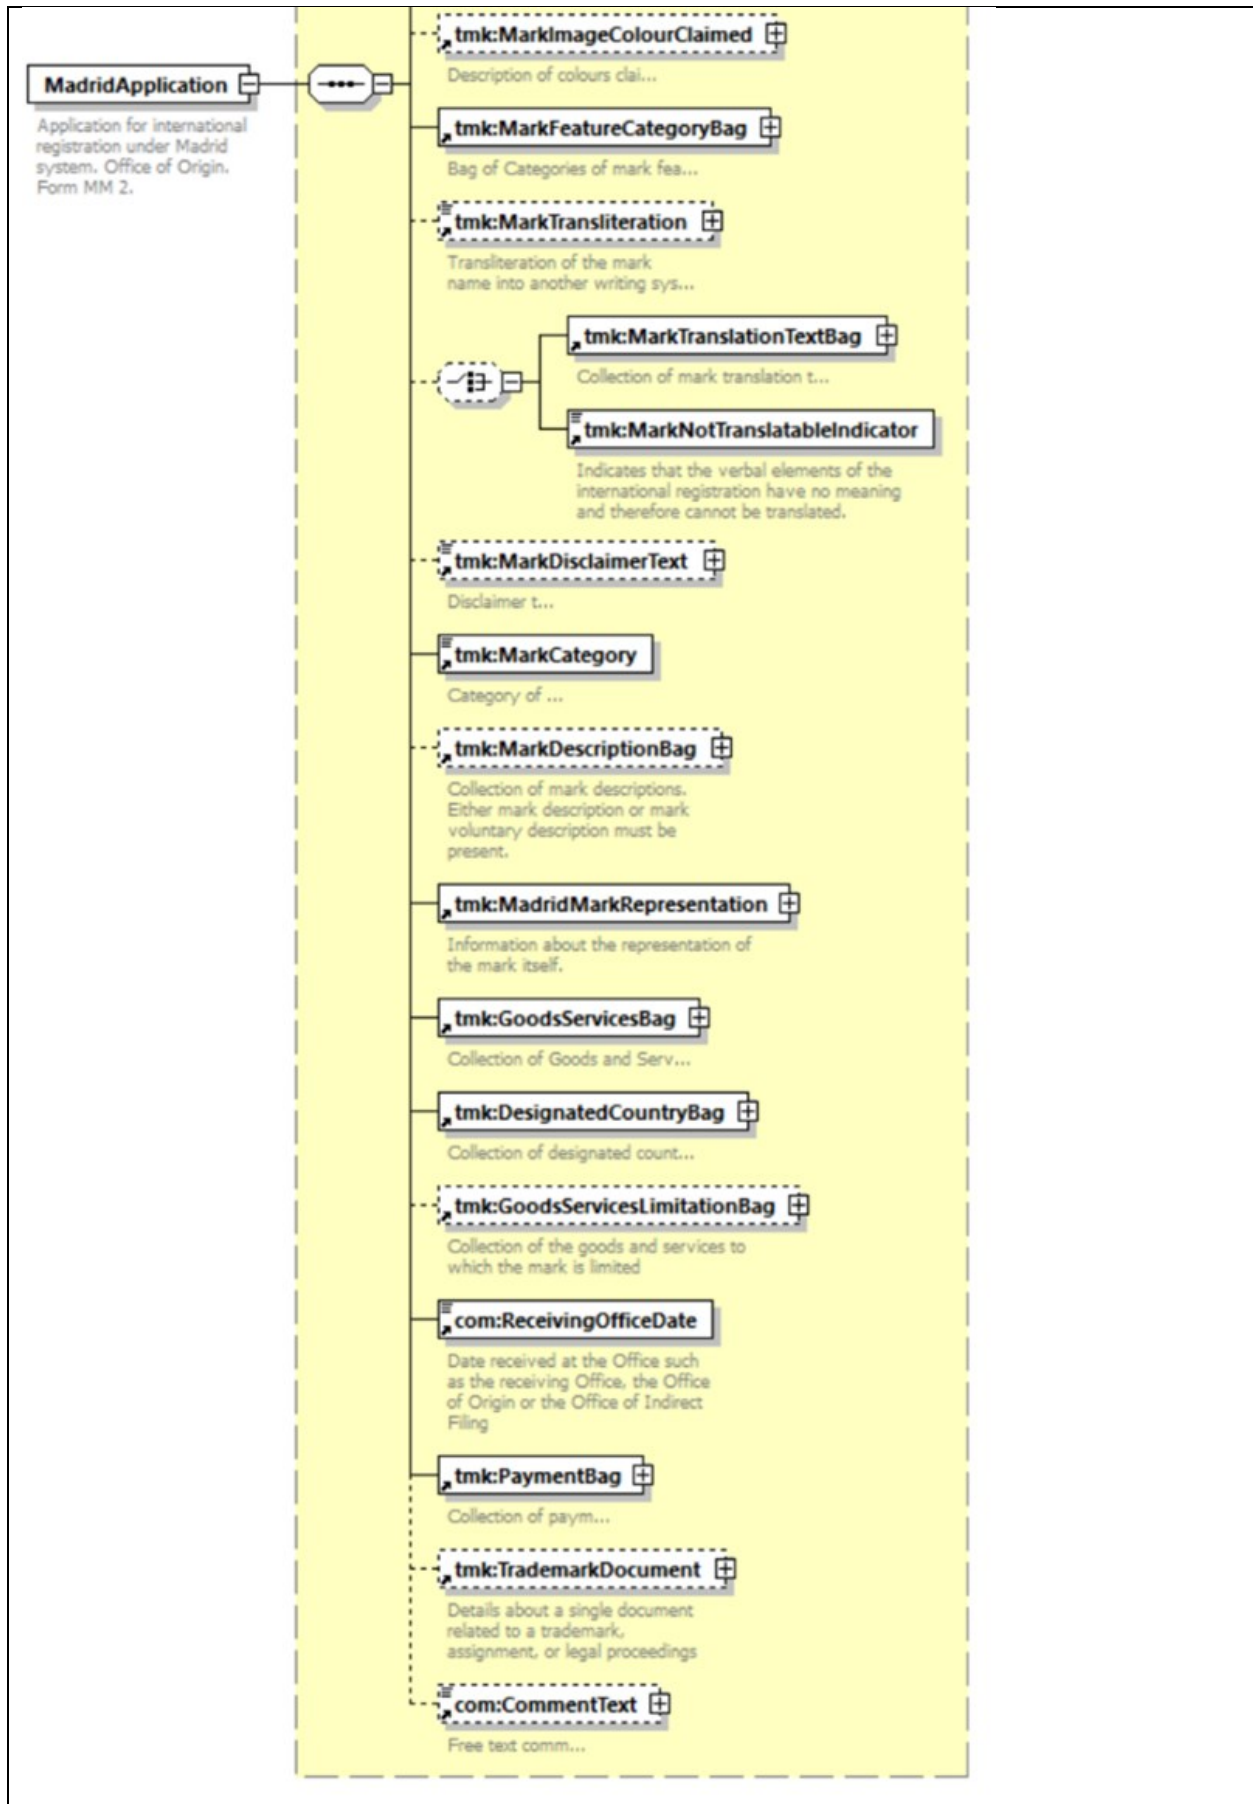 tmk:MarkImageColourClaimed
Description of colours clai...
MadridApplication
Application for international
registration under Madrid
system. Office of Origin.
Form MM 2.
tmk:MarkFeatureCategoryBag
Bag of Categories of mark fea...
tmk:MarkTransliteration
Transliteration of the mark
name into another writing sys...
tmk:MarkTranslationTextBag
Collection of mark translation t...
tmk:MarkNotTranslatableIndicator
Indicates that the verbal elements of the
international registration have no meaning
and therefore cannot be translated.
tmk:MarkDisclaimerText
Disclaimer t...
tmk:MarkCategory
Category of ...
tmk:MarkDescriptionBag
Collection of mark descriptions.
Either mark description or mark
voluntary description must be
present.
tmk:MadridMarkRepresentation
Information about the representation of
the mark itself.
tmk:GoodsServicesBag
Collection of Goods and Serv...
tmk:DesignatedCountryBag
Collection of designated count...
tmk:GoodsServicesLimitationBag
Collection of the goods and services to
which the mark is limited
com:ReceivingOfficeDate
Date received at the Office such
as the receiving Office, the Office
of Origin or the Office of Indirect
Filing
tmk:PaymentBag
Collection of paym...
tmk:TrademarkDocument
Details about a single document
related to a trademark,
assignment, or legal proceedings
com:CommentText
Free text comm...